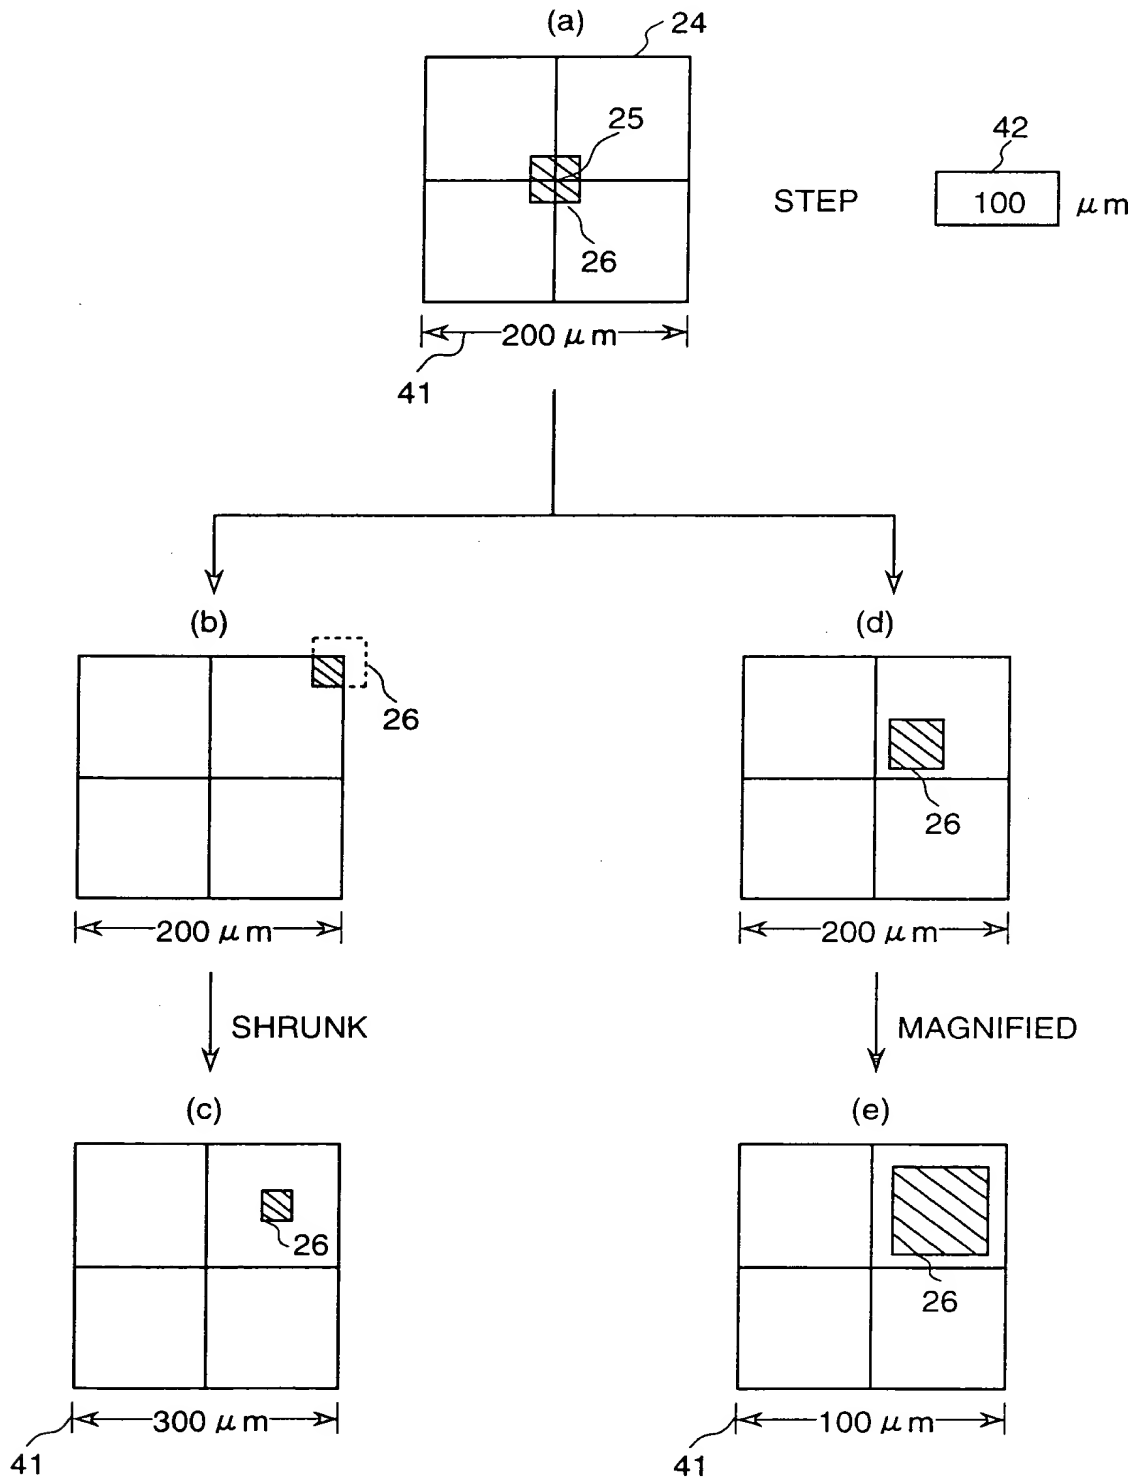 (a)
24
25
42
STEP
100
μm
26
200 μm
41
(b)
(d)
26
26
200 μm
200 μm
SHRUNK
MAGNIFIED
(c)
(e)
26
26
300 μm
100 μm
41
41